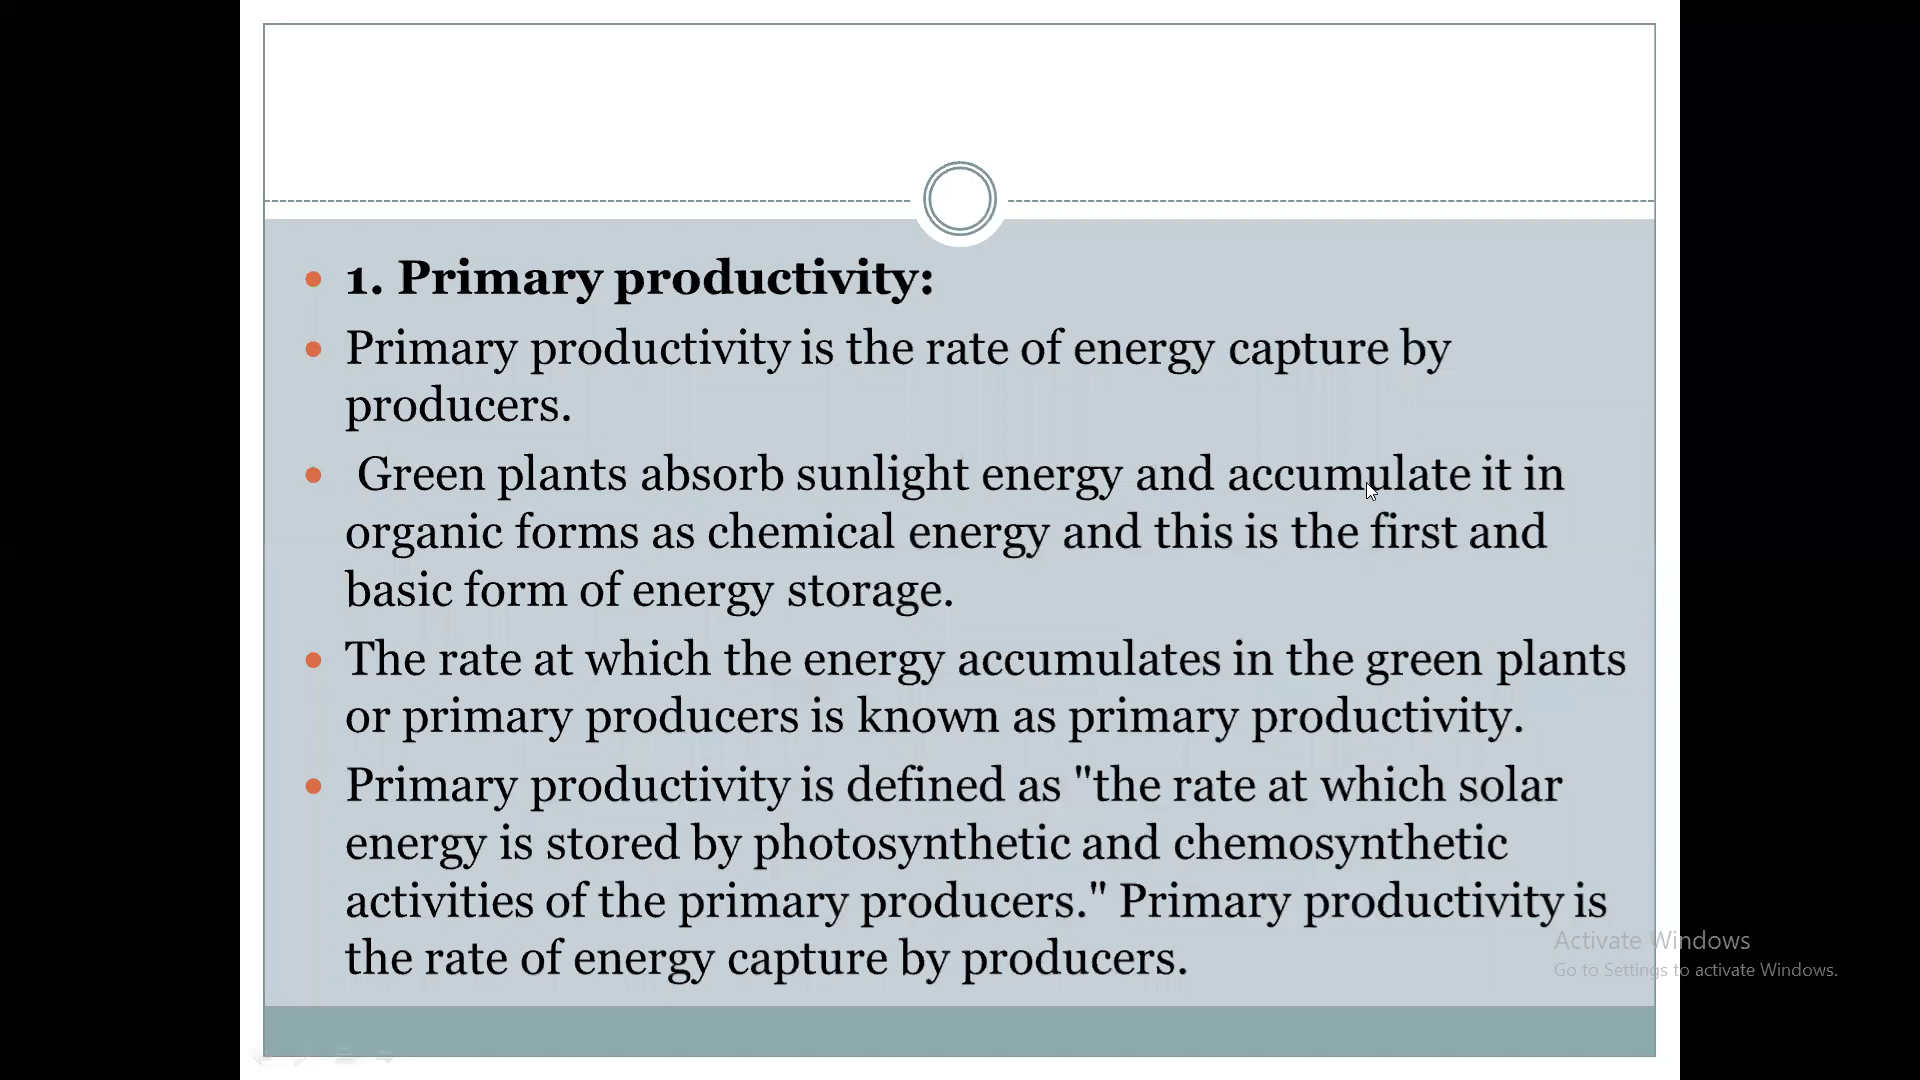 1. Primary productivity:
Primary productivity is the rate of energy capture by
producers.
Green plants absorb sunlight energy and accumulate it in
organic forms as chemical energy and this is the first and
basic form of energy storage.
The rate at which the energy accumulates in the green plants
or primary producers is known as primary productivity.
Primary productivity is defined as "the rate at which solar
energy is stored by photosynthetic and chemosynthetic
activities of the primary producers." Primary productivity is
the rate of energy capture by producers.
Activate Windows
Go to Settings to activate Windows.